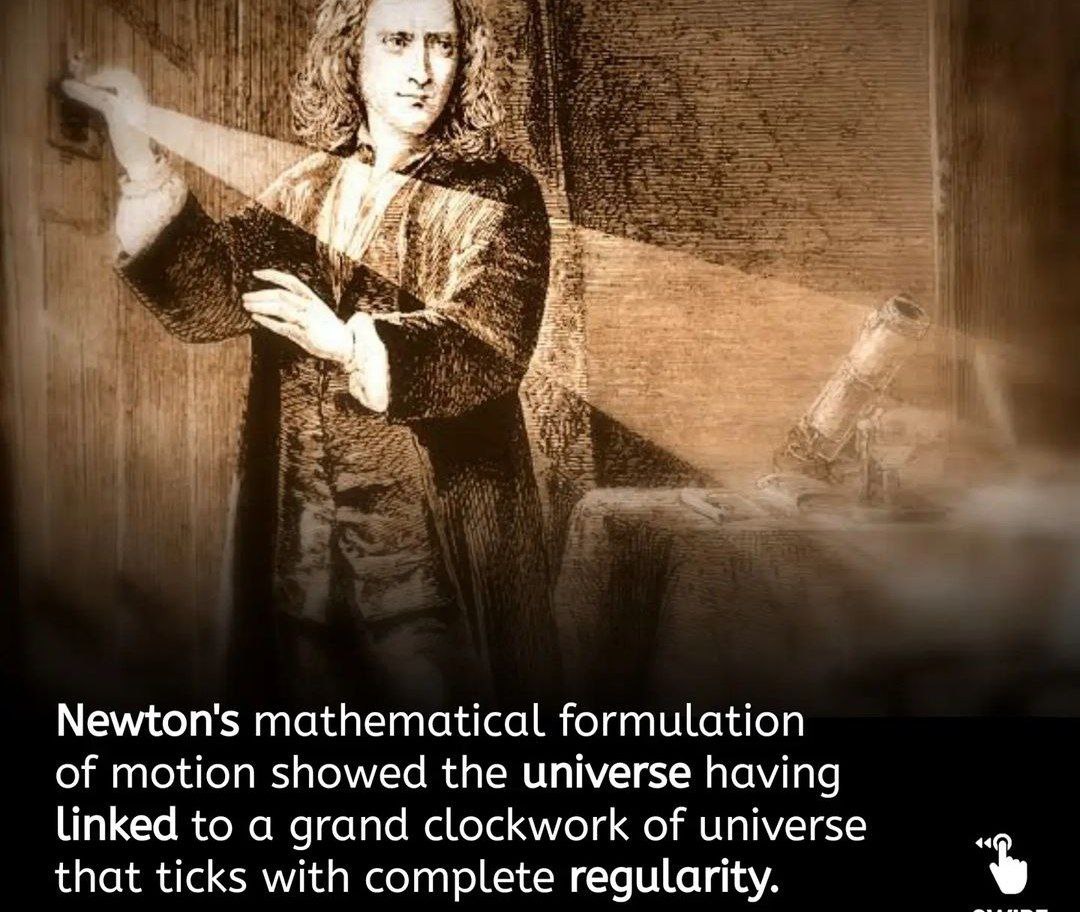 Newton's mathematical formulation
of motion showed the universe having
linked to a grand clockwork of universe
that ticks with complete regularity.